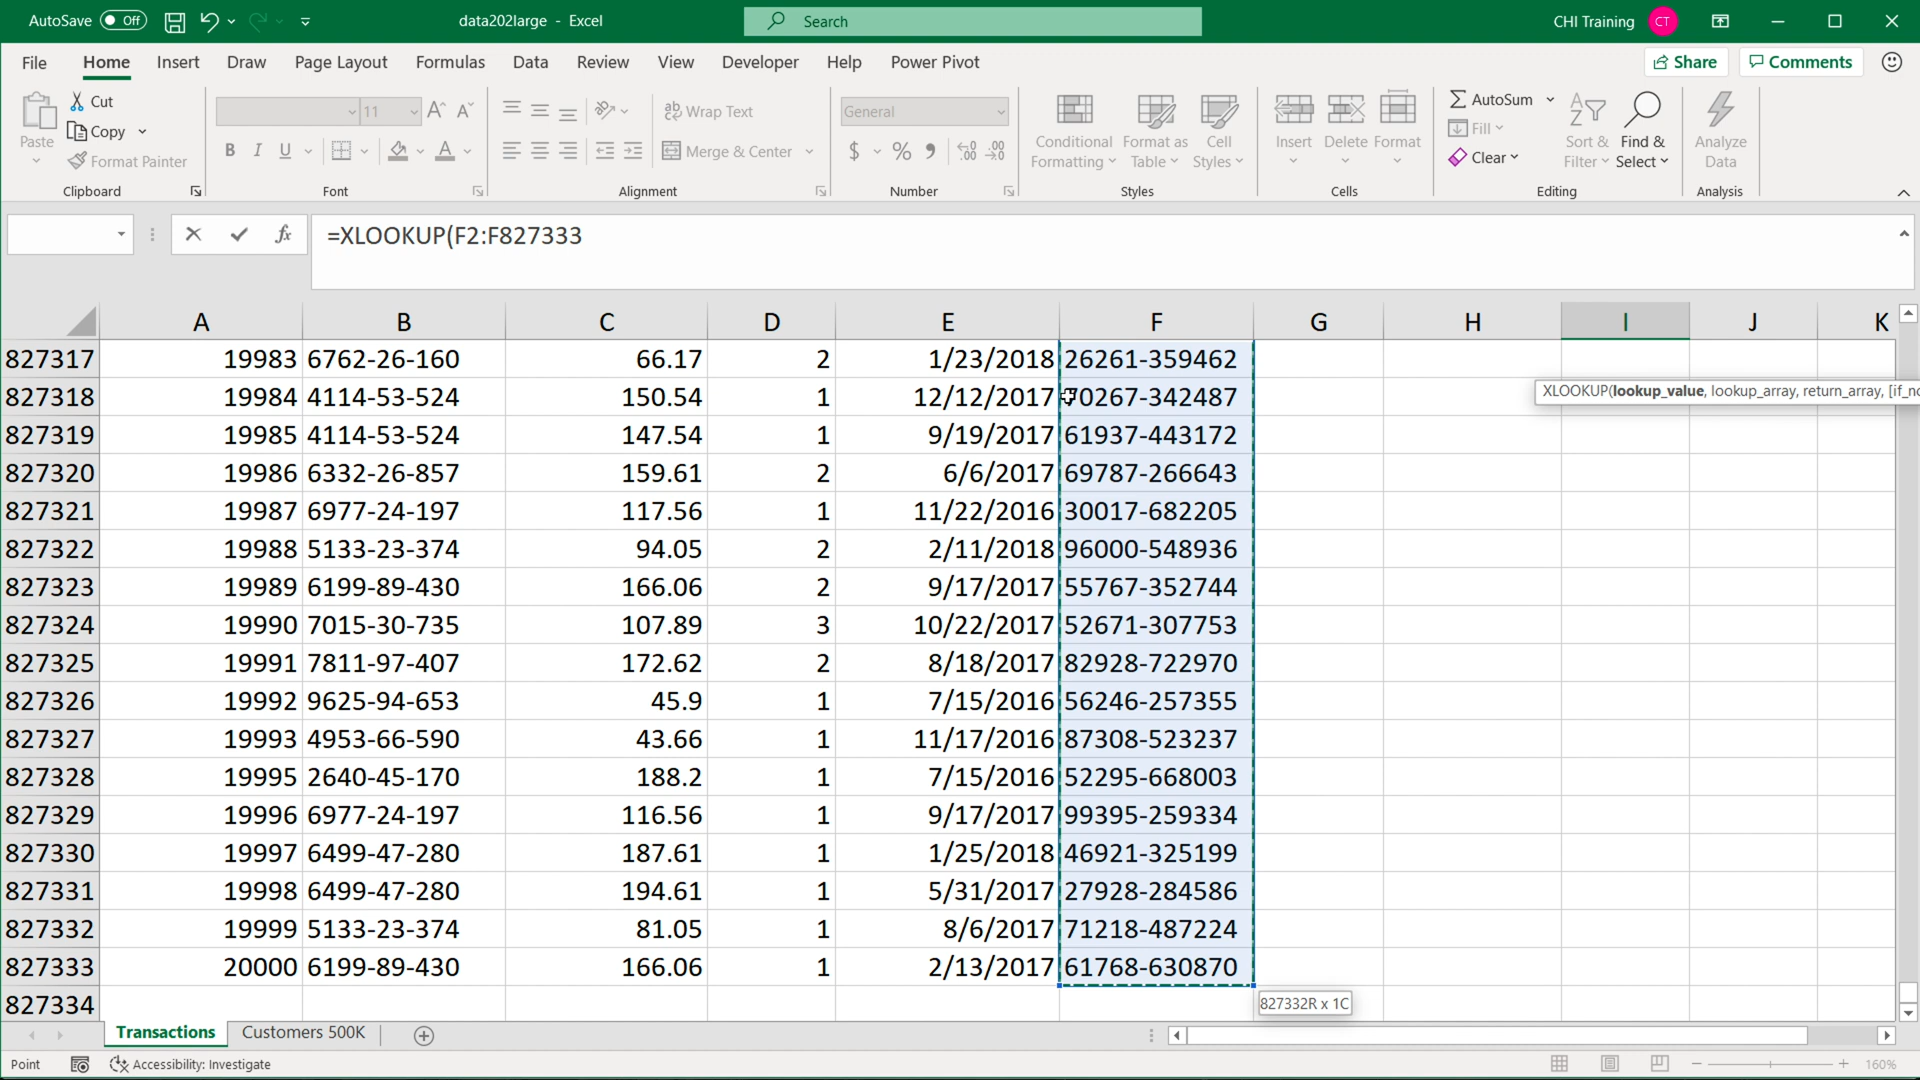 AutoSave Off data202large - Excel Search CHI Training CT
File Home Insert Draw Page Layout Formulas Data Review View Developer Help Power Pivot Share Comments
Paste Cut Copy Format Painter Clipboard
11 A^ A˅ B I U A Font
Wrap Text Merge & Center Alignment
General $ % Number
Conditional Formatting Format as Table Cell Styles Styles
Insert Delete Format Cells
AutoSum Fill Clear Sort & Filter Find & Select Editing
Analyze Data Analysis
fx =XLOOKUP(F2:F827333
A B C D E F G H I J K
827317 19983 6762-26-160 66.17 2 1/23/2018 26261-359462
827318 19984 4114-53-524 150.54 1 12/12/2017 70267-342487
XLOOKUP(lookup_value, lookup_array, return_array, [if_no
827319 19985 4114-53-524 147.54 1 9/19/2017 61937-443172
827320 19986 6332-26-857 159.61 2 6/6/2017 69787-266643
827321 19987 6977-24-197 117.56 1 11/22/2016 30017-682205
827322 19988 5133-23-374 94.05 2 2/11/2018 96000-548936
827323 19989 6199-89-430 166.06 2 9/17/2017 55767-352744
827324 19990 7015-30-735 107.89 3 10/22/2017 52671-307753
827325 19991 7811-97-407 172.62 2 8/18/2017 82928-722970
827326 19992 9625-94-653 45.9 1 7/15/2016 56246-257355
827327 19993 4953-66-590 43.66 1 11/17/2016 87308-523237
827328 19995 2640-45-170 188.2 1 7/15/2016 52295-668003
827329 19996 6977-24-197 116.56 1 9/17/2017 99395-259334
827330 19997 6499-47-280 187.61 1 1/25/2018 46921-325199
827331 19998 6499-47-280 194.61 1 5/31/2017 27928-284586
827332 19999 5133-23-374 81.05 1 8/6/2017 71218-487224
827333 20000 6199-89-430 166.06 1 2/13/2017 61768-630870
827334 827332R x 1C
Transactions Customers 500K
Point Accessibility: Investigate 160%